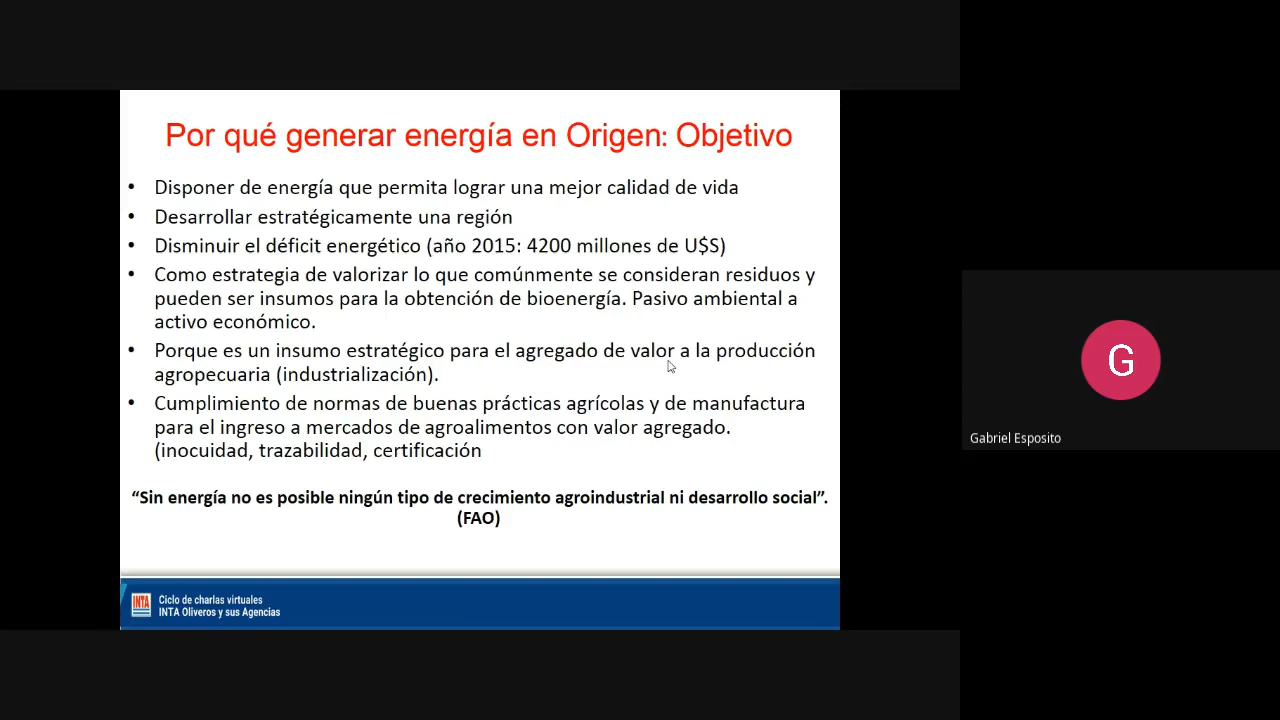 Por qué generar energía en Origen: Objetivo
• Disponer de energía que permita lograr una mejor calidad de vida
• Desarrollar estratégicamente una región
• Disminuir el déficit energético (año 2015: 4200 millones de U$S)
• Como estrategia de valorizar lo que comúnmente se consideran residuos y
pueden ser insumos para la obtención de bioenergía. Pasivo ambiental a
activo económico.
• Porque es un insumo estratégico para el agregado de valor a la producción
agropecuaria (industrialización).
• Cumplimiento de normas de buenas prácticas agrícolas y de manufactura
para el ingreso a mercados de agroalimentos con valor agregado.
(inocuidad, trazabilidad, certificación
“Sin energía no es posible ningún tipo de crecimiento agroindustrial ni desarrollo social”.
(FAO)
INTA
Ciclo de charlas virtuales
INTA Oliveros y sus Agencias
G
Gabriel Esposito